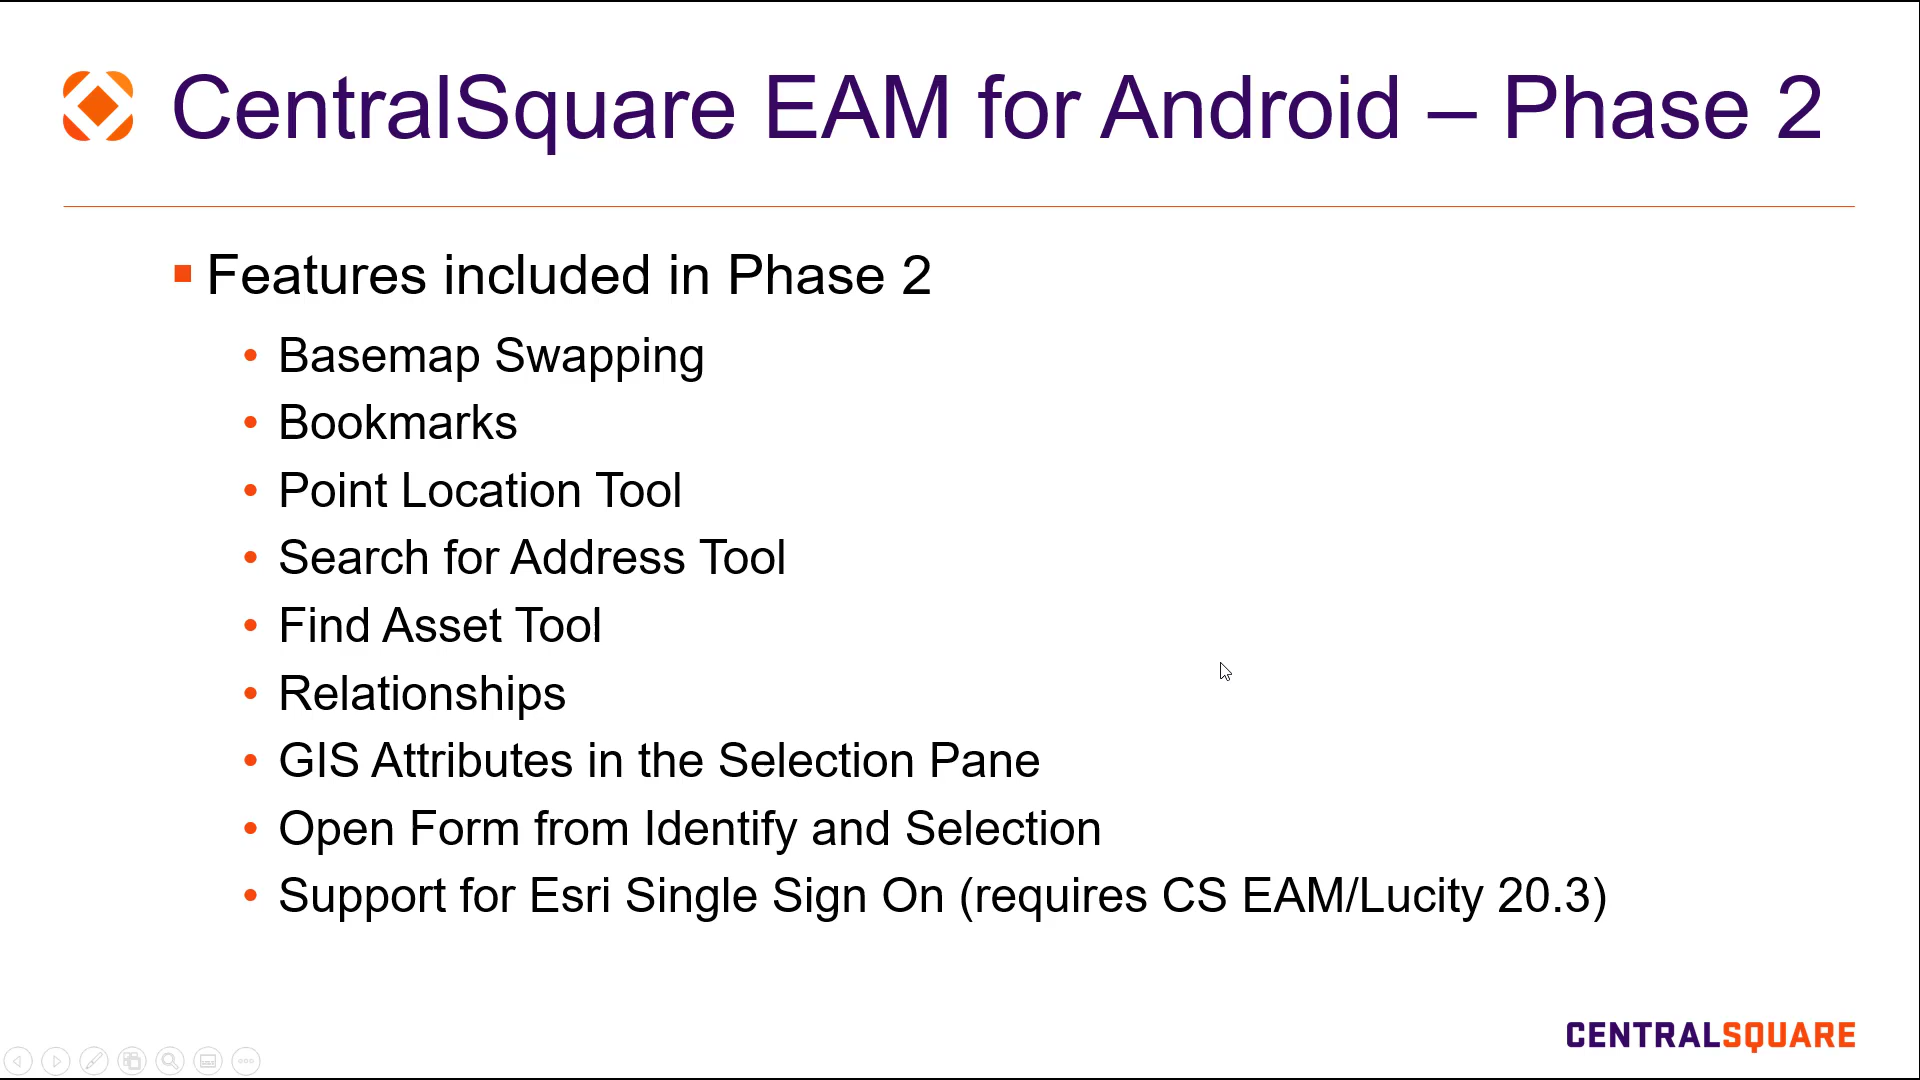 CentralSquare EAM for Android – Phase 2
Features included in Phase 2
Basemap Swapping
Bookmarks
Point Location Tool
Search for Address Tool
Find Asset Tool
Relationships
GIS Attributes in the Selection Pane
Open Form from Identify and Selection
Support for Esri Single Sign On (requires CS EAM/Lucity 20.3)
CENTRALSQUARE